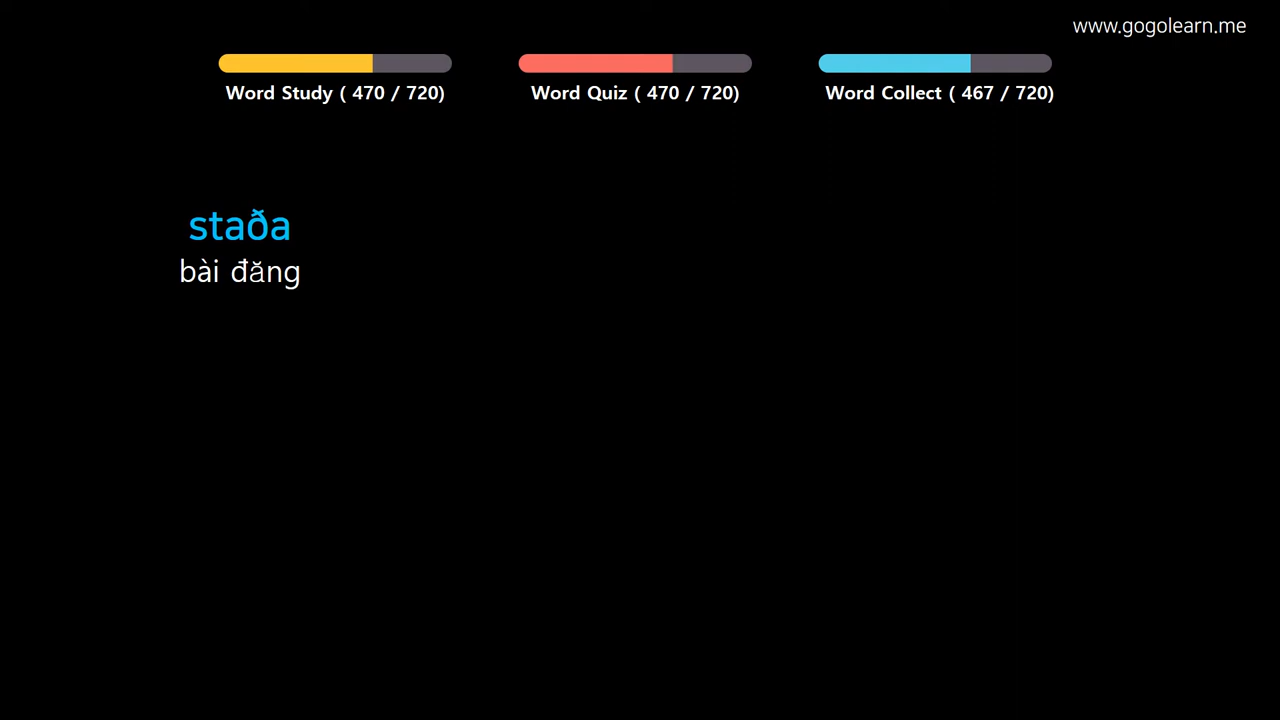 www.gogolearn.me
Word Study ( 470 / 720)
Word Quiz ( 470 / 720)
Word Collect ( 467 / 720)
staða
bài đăng